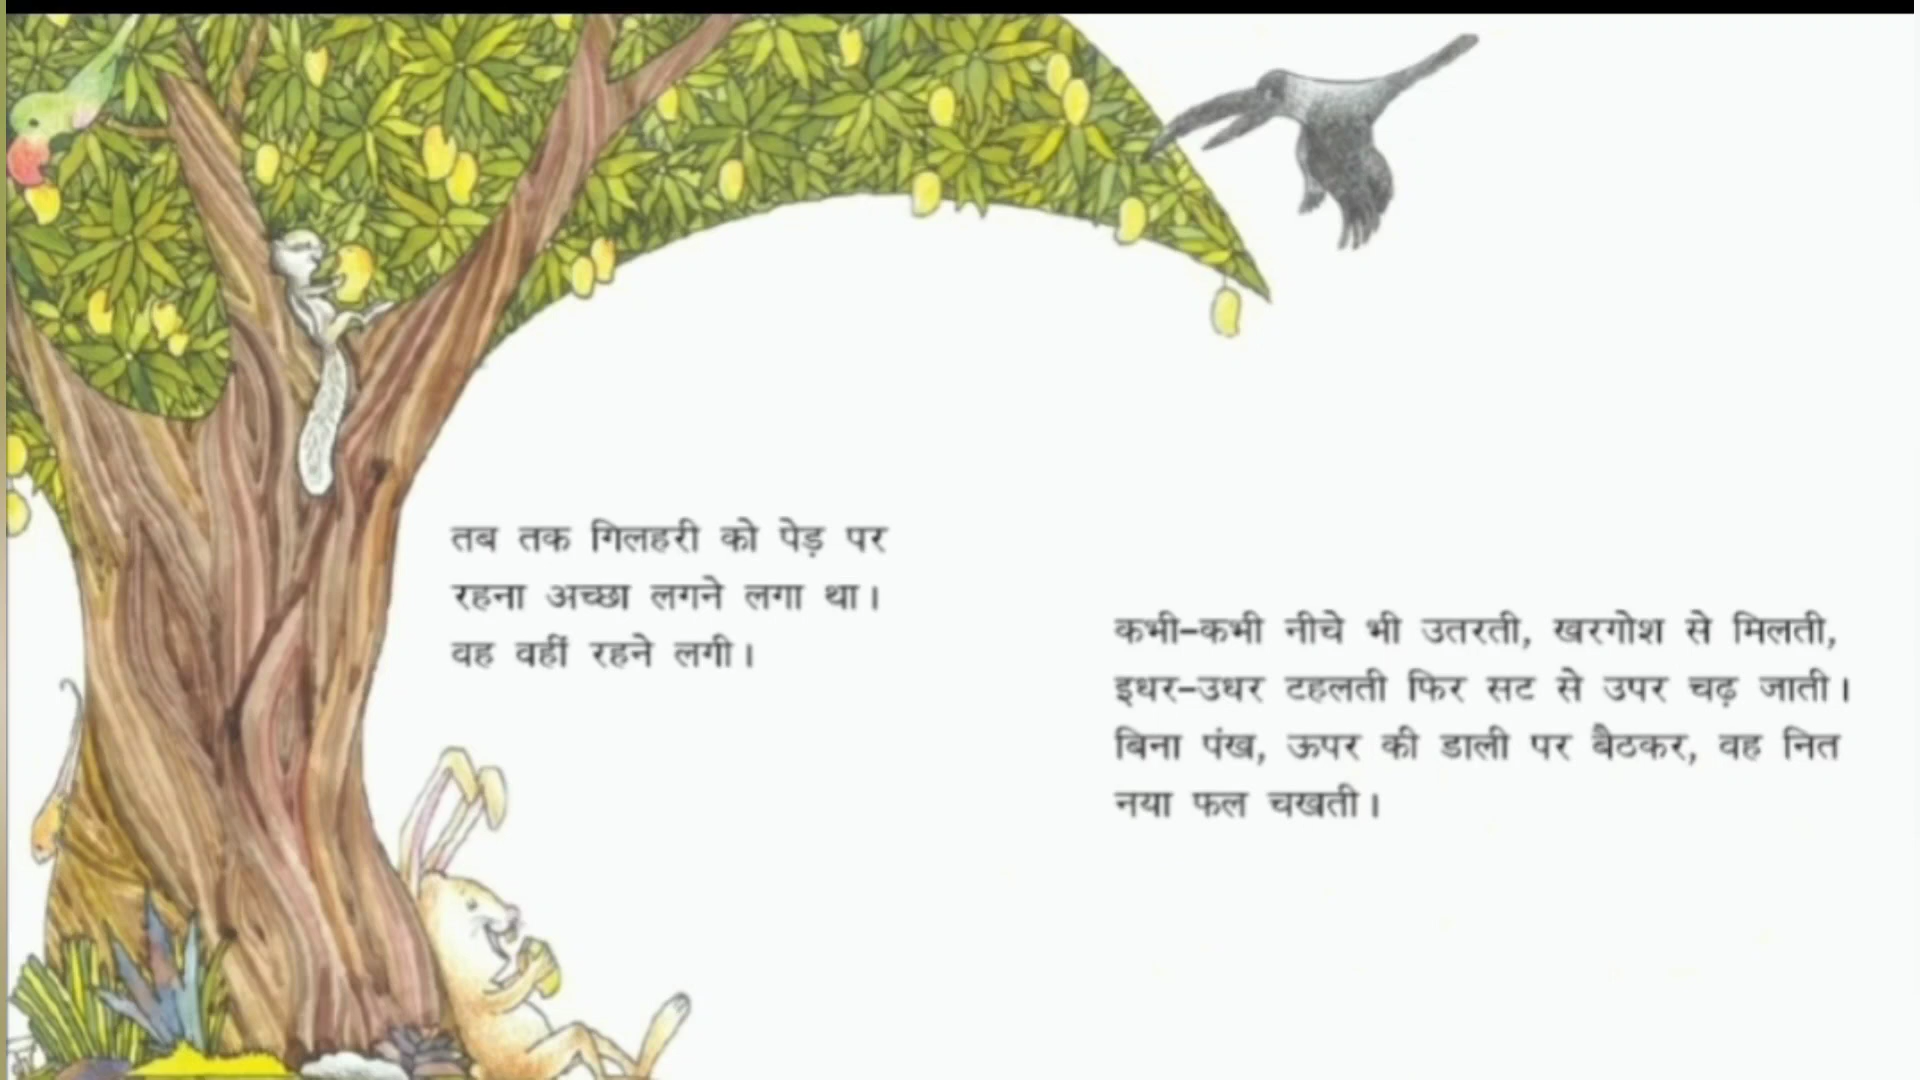 तब तक गिलहरी को पेड़ पर
रहना अच्छा लगने लगा था।
वह वहीं रहने लगी।
कभी–कभी नीचे भी उतरती, खरगोश से मिलती,
इधर–उधर टहलती फिर सट से उपर चढ़ जाती।
बिना पंख, ऊपर की डाली पर बैठकर, वह नित
नया फल चखती।